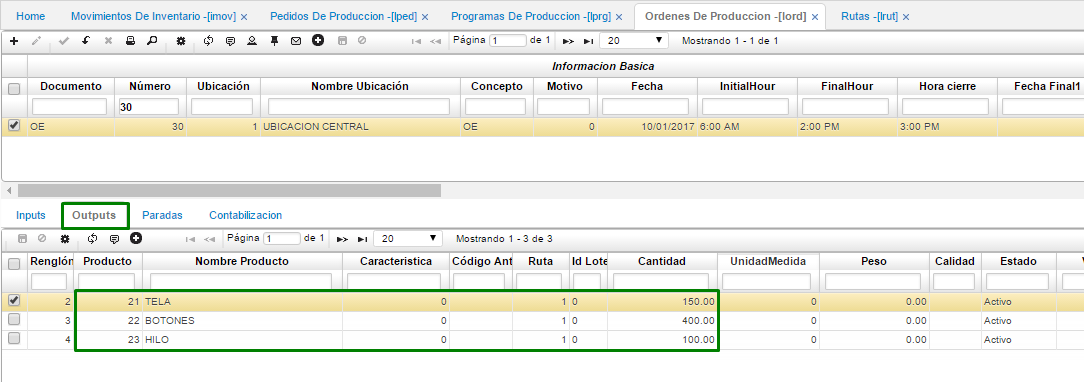 Home Movimientos De Inventario -[imov] × Pedidos De Produccion -[lped] × Programas De Produccion -[lprg] × Ordenes De Produccion -[lord] × Rutas -[lrut] ×
Página 1 de 1 20 Mostrando 1 - 1 de 1
Informacion Basica
Documento Número Ubicación Nombre Ubicación Concepto Motivo Fecha InitialHour FinalHour Hora cierre Fecha Final1
30
OE 30 1 UBICACION CENTRAL OE 0 10/01/2017 6:00 AM 2:00 PM 3:00 PM
Inputs Outputs Paradas Contabilizacion
Página 1 de 1 20 Mostrando 1 - 3 de 3
Renglón Producto Nombre Producto Caracteristica Código Ant Ruta Id Lote Cantidad UnidadMedida Peso Calidad Estado
2 21 TELA 0 1 0 150.00 0 0.00 Activo
3 22 BOTONES 0 1 0 400.00 0 0.00 Activo
4 23 HILO 0 1 0 100.00 0 0.00 Activo